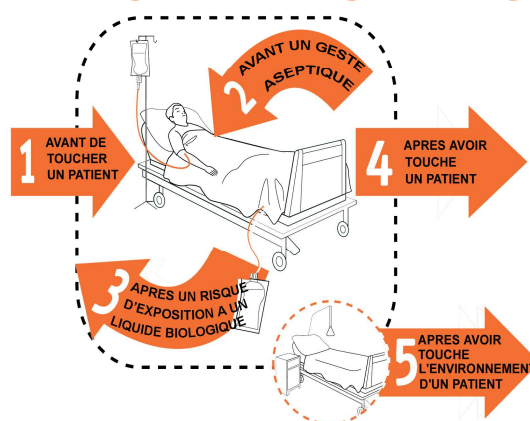 1
AVANT DE
TOUCHER
UN PATIENT
2
AVANT UN GESTE
ASEPTIQUE
3
APRES UN RISQUE
D'EXPOSITION A UN
LIQUIDE BIOLOGIQUE
4
APRES AVOIR
TOUCHE
UN PATIENT
5
APRES AVOIR
TOUCHE
L'ENVIRONNEMENT
D'UN PATIENT